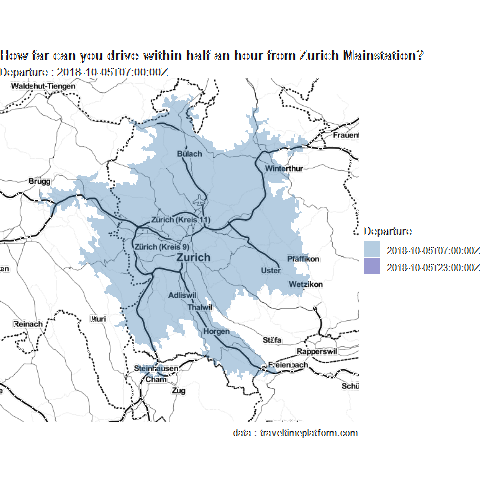 How far can you drive within half an hour from Zurich Mainstation?
Departure : 2018-10-05T07:00:00Z
Waldshut-Tiengen
Frauenf
Bülach
Winterthur
Brugg
Zürich (Kreis 11)
Departure
Zürich (Kreis 9)
2018-10-05T07:00:00Z
Zurich
Pfäffikon
2018-10-05T23:00:00Z
Uster
Wetzikon
Adliswil
Thalwil
Reinach
Muri
Horgen
Stäfa
Rapperswil
Freienbach
Steinhausen
Cham
Zug
Schü
data : traveltimeplatform.com